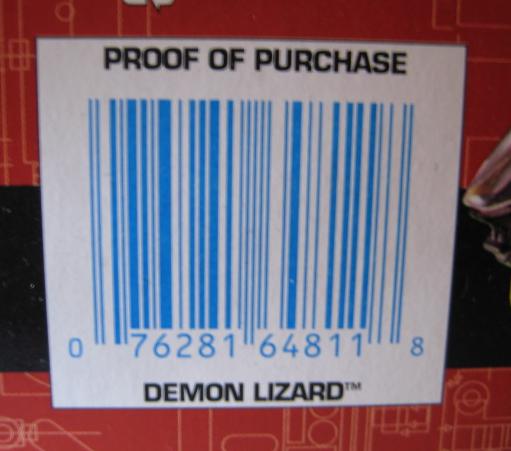 PROOF OF PURCHASE
0 76281 64811 8
DEMON LIZARD™